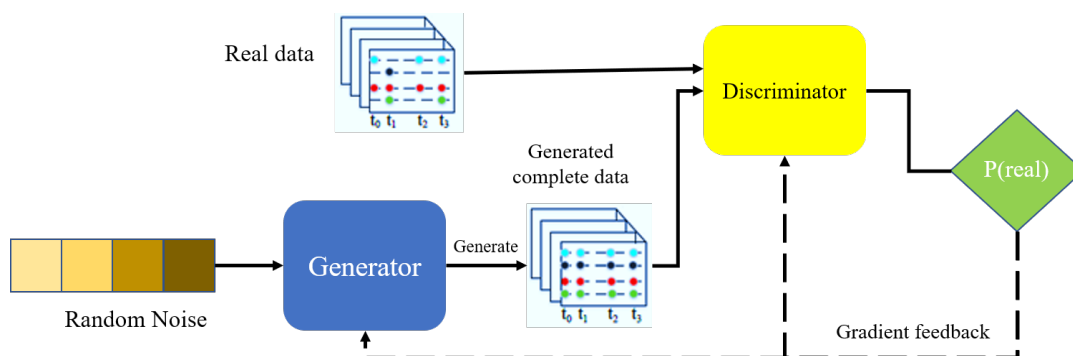 Real data
t0 t1 t2 t3
Discriminator
P(real)
Generated
complete data
t0 t1 t2 t3
Generate
Generator
Random Noise
Gradient feedback